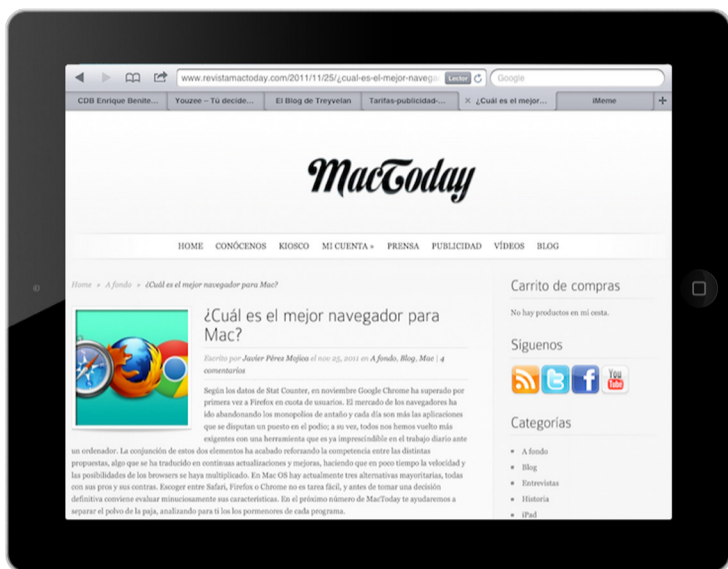 www.revistamactoday.com/2011/11/25/¿cual-es-el-mejor-naveg
Lector
Google
CDB Enrique Benite...
Youzee – Tú decide...
El Blog de Treyvelan
Tarifas-publicidad-...
¿Cuál es el mejor...
iMeme
MacToday
HOME CONÓCENOS KIOSCO MI CUENTA » PRENSA PUBLICIDAD VÍDEOS BLOG
Home » A fondo » ¿Cuál es el mejor navegador para Mac?
¿Cuál es el mejor navegador para
Mac?
Escrito por Javier Pérez Mojica el nov 25, 2011 en A fondo, Blog, Mac | 4
comentarios
Según los datos de Stat Counter, en noviembre Google Chrome ha superado por
primera vez a Firefox en cuota de usuarios. El mercado de los navegadores ha
ido abandonando los monopolios de antaño y cada día son más las aplicaciones
que se disputan un puesto en el podio; a su vez, todos nos hemos vuelto más
exigentes con una herramienta que es ya imprescindible en el trabajo diario ante
un ordenador. La conjunción de estos dos elementos ha acabado reforzando la competencia entre las distintas
propuestas, algo que se ha traducido en continuas actualizaciones y mejoras, haciendo que en poco tiempo la velocidad y
las posibilidades de los browsers se haya multiplicado. En Mac OS hay actualmente tres alternativas mayoritarias, todas
con sus pros y sus contras. Escoger entre Safari, Firefox o Chrome no es tarea fácil, y antes de tomar una decisión
definitiva conviene evaluar minuciosamente sus características. En el próximo número de MacToday te ayudaremos a
separar el polvo de la paja, analizando para ti los los pormenores de cada programa.
Carrito de compras
No hay productos en mi cesta.
Síguenos
You
Tube
Categorías
A fondo
Blog
Entrevistas
Historia
iPad